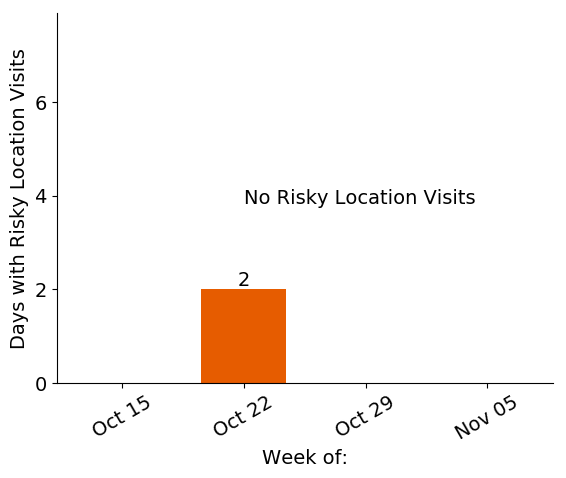 Days with Risky Location Visits
6
4
2
0
No Risky Location Visits
2
Oct 15
Oct 22
Oct 29
Nov 05
Week of: